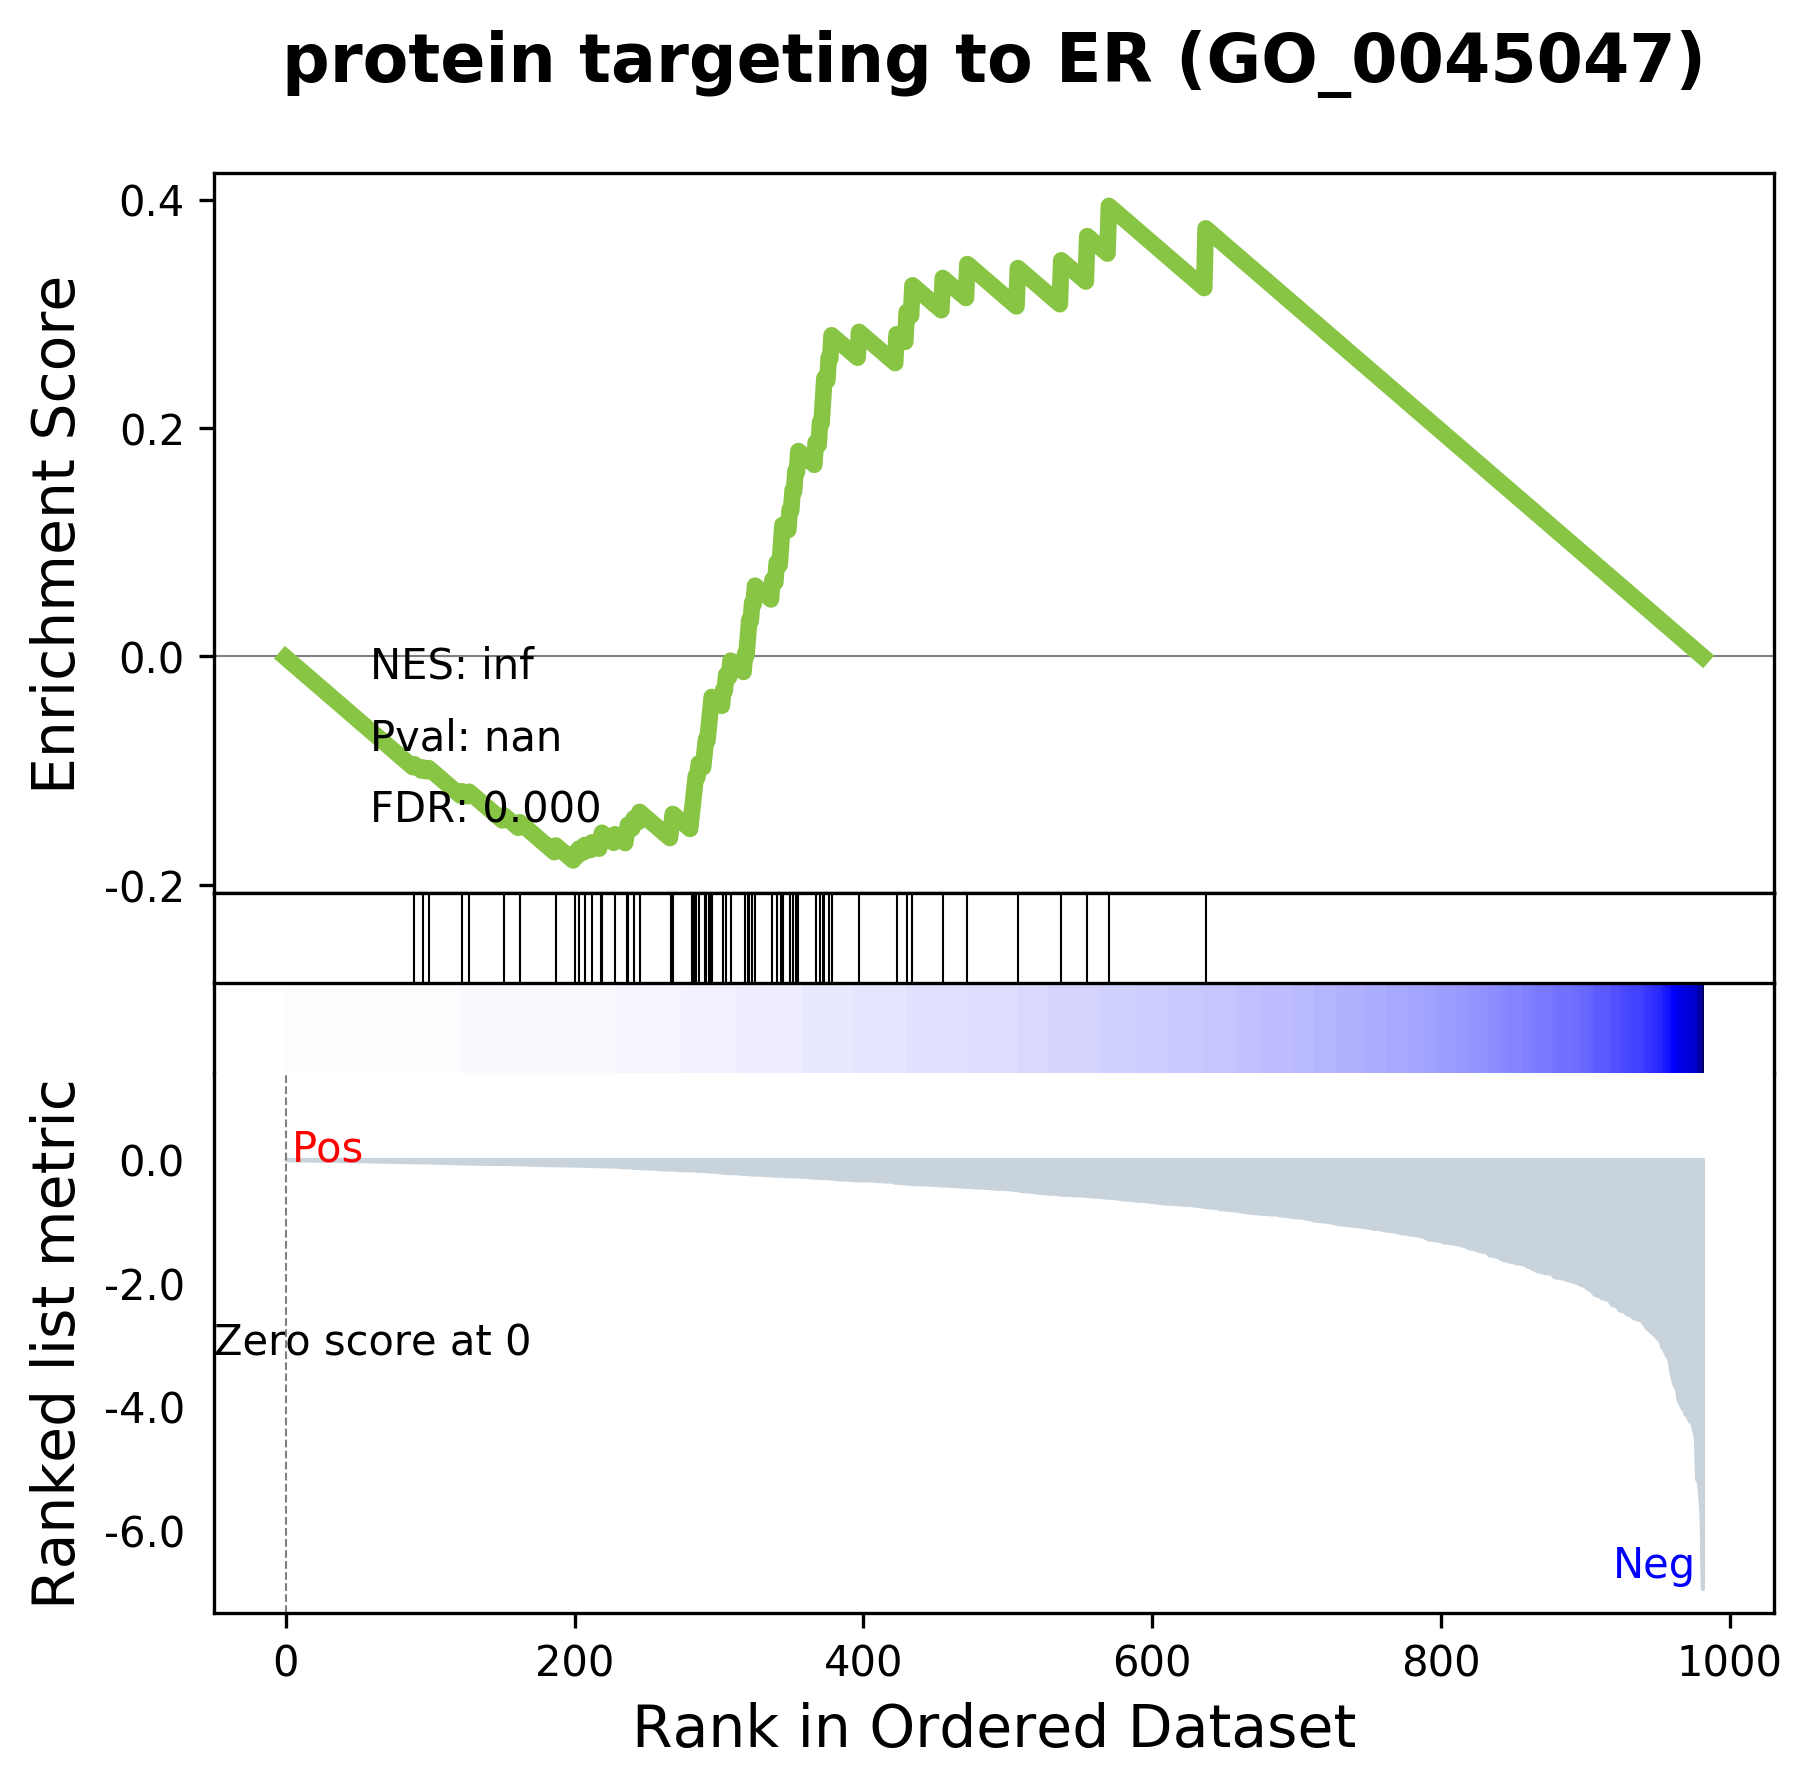 protein targeting to ER (GO_0045047)
Enrichment Score
0.4
0.2
0.0
-0.2
NES: inf
Pval: nan
FDR: 0.000
Ranked list metric
0.0
-2.0
-4.0
-6.0
Pos
Zero score at 0
Neg
0 200 400 600 800 1000
Rank in Ordered Dataset